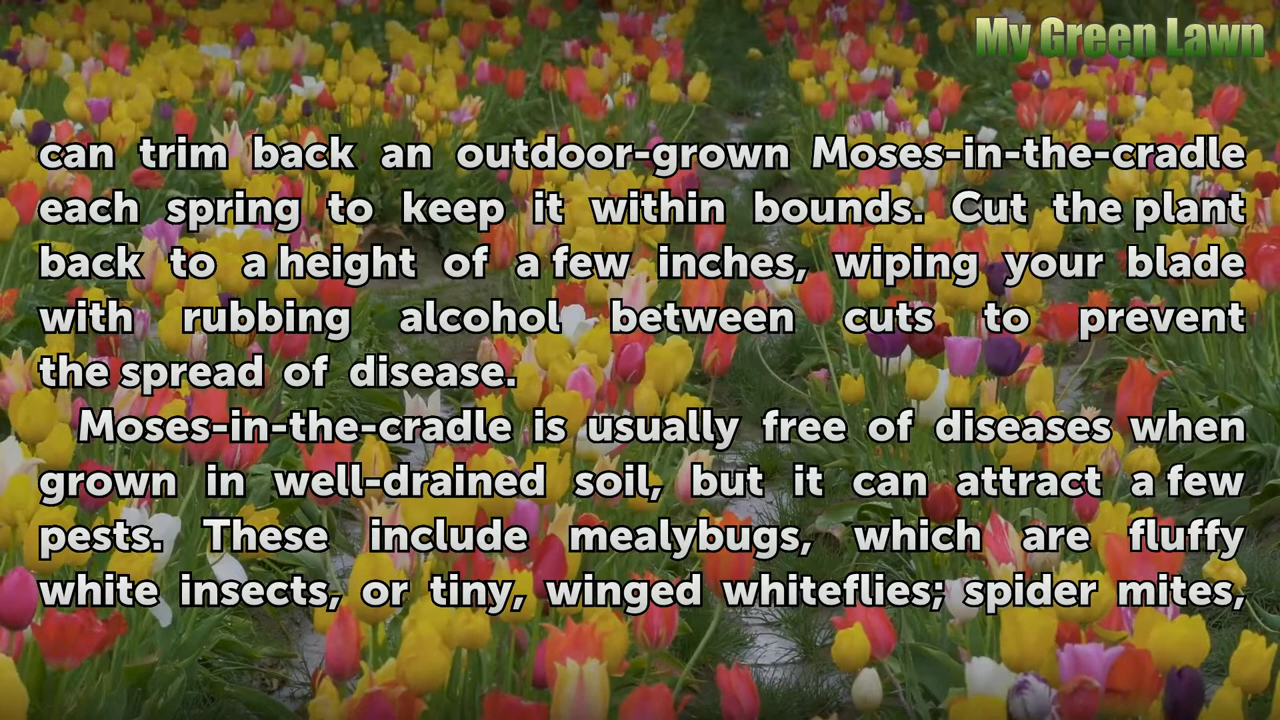 My Green Lawn
can trim back an outdoor-grown Moses-in-the-cradle
each spring to keep it within bounds. Cut the plant
back to a height of a few inches, wiping your blade
with rubbing alcohol between cuts to prevent
the spread of disease.
Moses-in-the-cradle is usually free of diseases when
grown in well-drained soil, but it can attract a few
pests. These include mealybugs, which are fluffy
white insects, or tiny, winged whiteflies; spider mites,